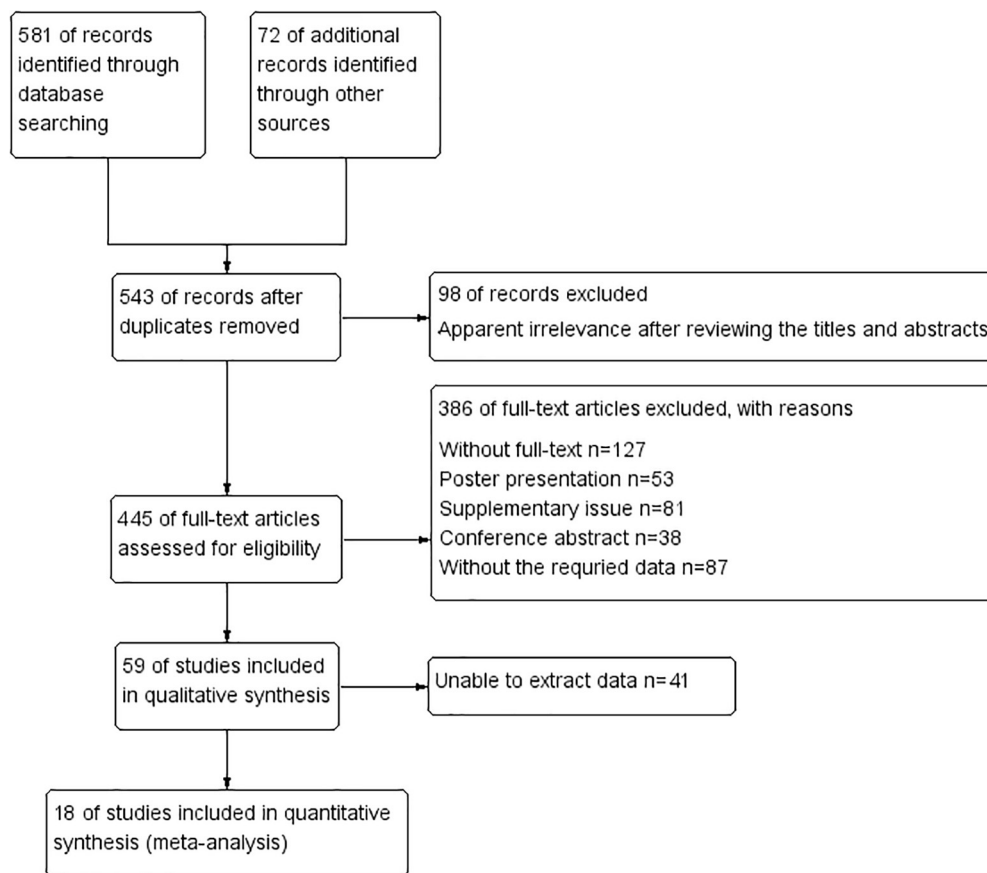 581 of records
identified through
database
searching
72 of additional
records identified
through other
sources
543 of records after
duplicates removed
98 of records excluded
Apparent irrelevance after reviewing the titles and abstracts
386 of full-text articles excluded, with reasons
Without full-text n=127
Poster presentation n=53
Supplementary issue n=81
Conference abstract n=38
Without the requried data n=87
445 of full-text articles
assessed for eligibility
59 of studies included
in qualitative synthesis
Unable to extract data n=41
18 of studies included in quantitative
synthesis (meta-analysis)